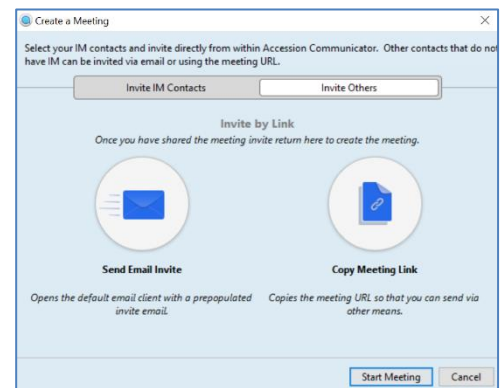 Create a Meeting
Select your IM contacts and invite directly from within Accession Communicator. Other contacts that do not
have IM can be invited via email or using the meeting URL.
Invite IM Contacts
Invite Others
Invite by Link
Once you have shared the meeting invite return here to create the meeting.
Send Email Invite
Opens the default email client with a prepopulated
invite email.
Copy Meeting Link
Copies the meeting URL so that you can send via
other means.
Start Meeting
Cancel